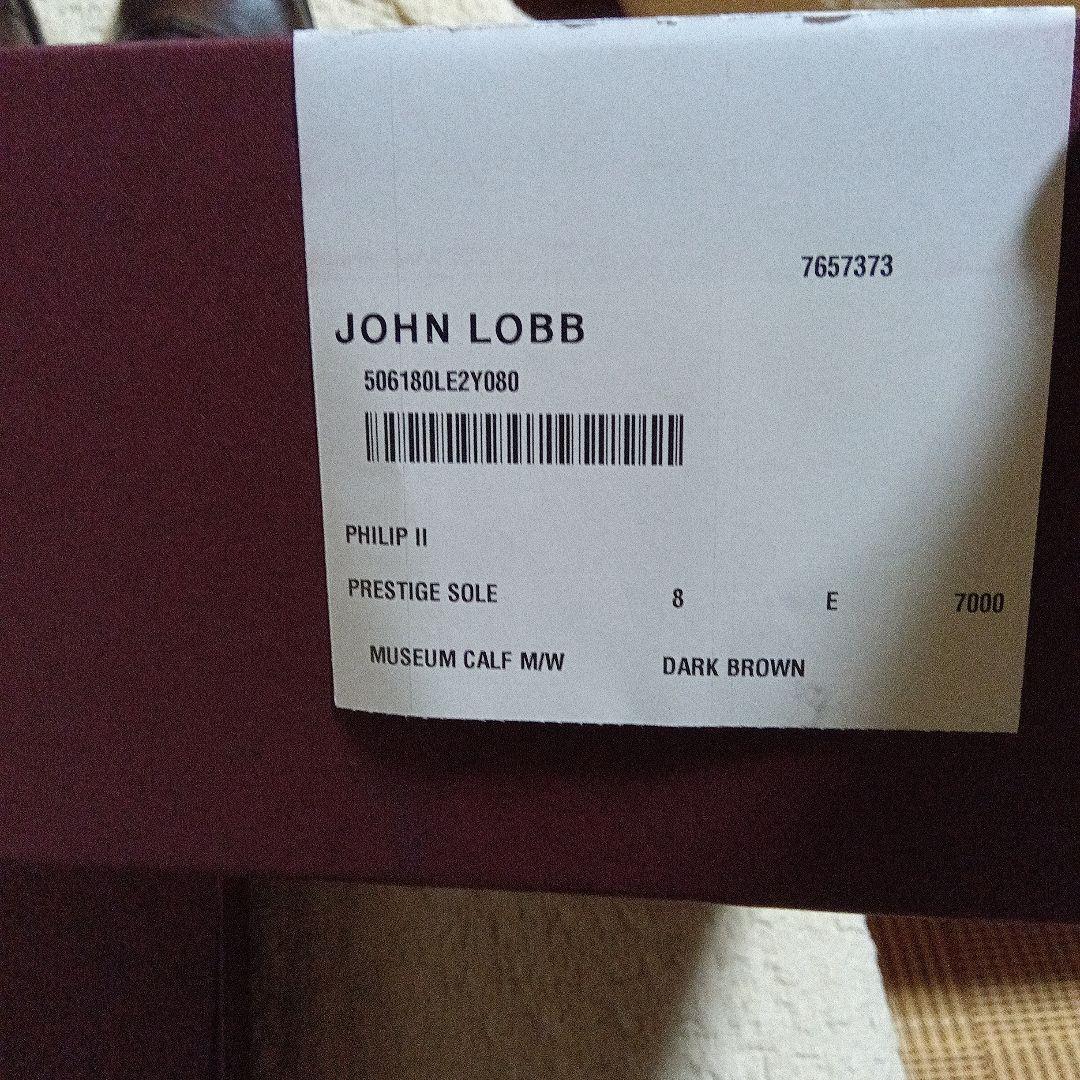 7657373
JOHN LOBB
506180LE2Y080
PHILIP II
PRESTIGE SOLE 8 E 7000
MUSEUM CALF M/W DARK BROWN